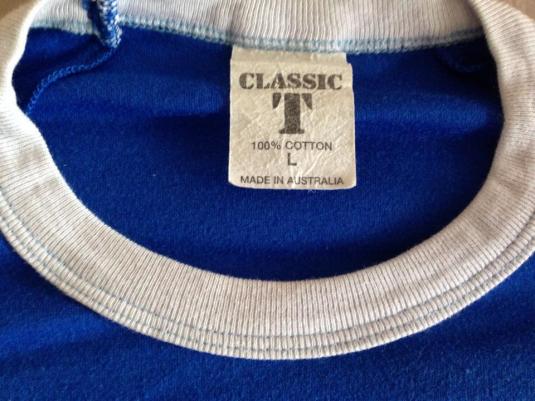 CLASSIC
T
100% COTTON
L
MADE IN AUSTRALIA